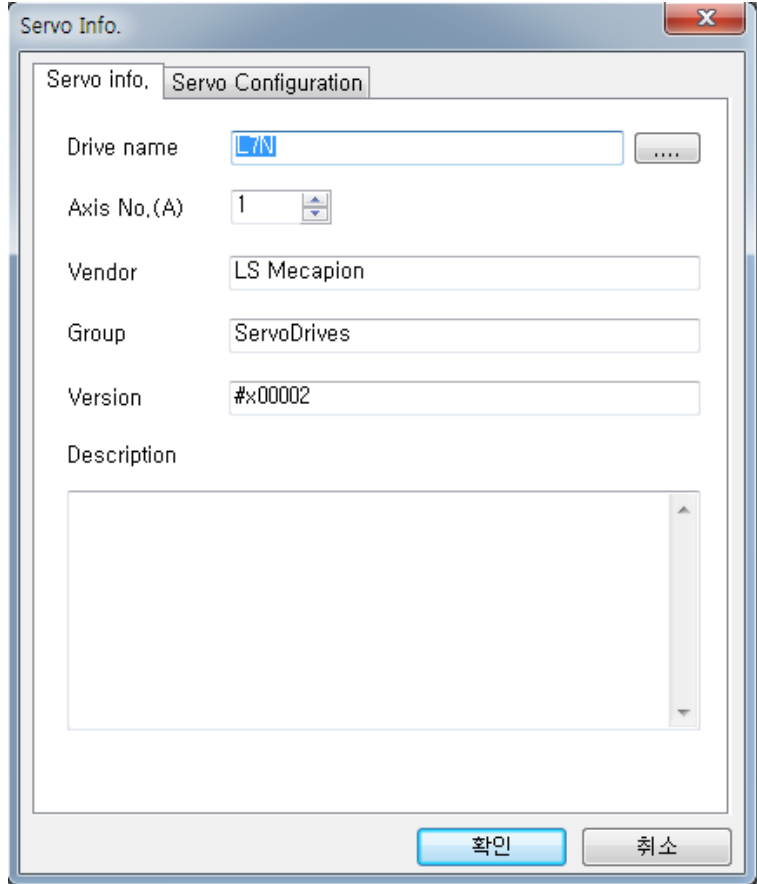 Servo Info.
Servo info.
Servo Configuration
Drive name
L7N
....
Axis No.(A)
1
Vendor
LS Mecapion
Group
ServoDrives
Version
#x00002
Description
확인
취소